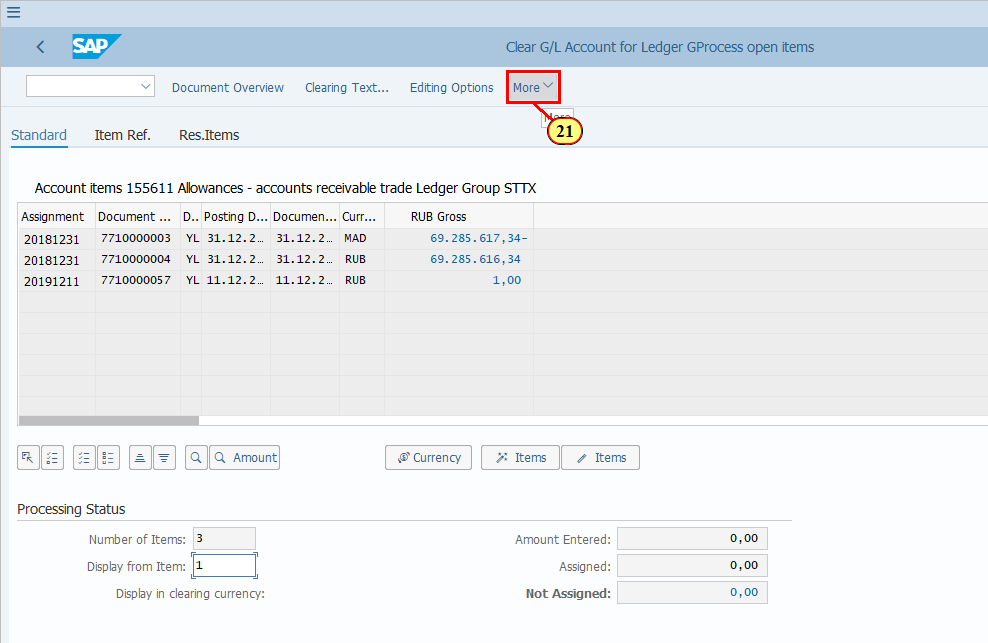 SAP Clear G/L Account for Ledger GProcess open items
Document Overview Clearing Text... Editing Options More
More
21
Standard Item Ref. Res.Items
Account items 155611 Allowances - accounts receivable trade Ledger Group STTX
Assignment Document ... D.. Posting D... Documen... Curr... RUB Gross
20181231 7710000003 YL 31.12.2... 31.12.2... MAD 69.285.617,34-
20181231 7710000004 YL 31.12.2... 31.12.2... RUB 69.285.616,34
20191211 7710000057 YL 11.12.2... 11.12.2... RUB 1,00
Amount Currency Items Items
Processing Status
Number of Items: 3 Amount Entered: 0,00
Display from Item: 1 Assigned: 0,00
Display in clearing currency: Not Assigned: 0,00